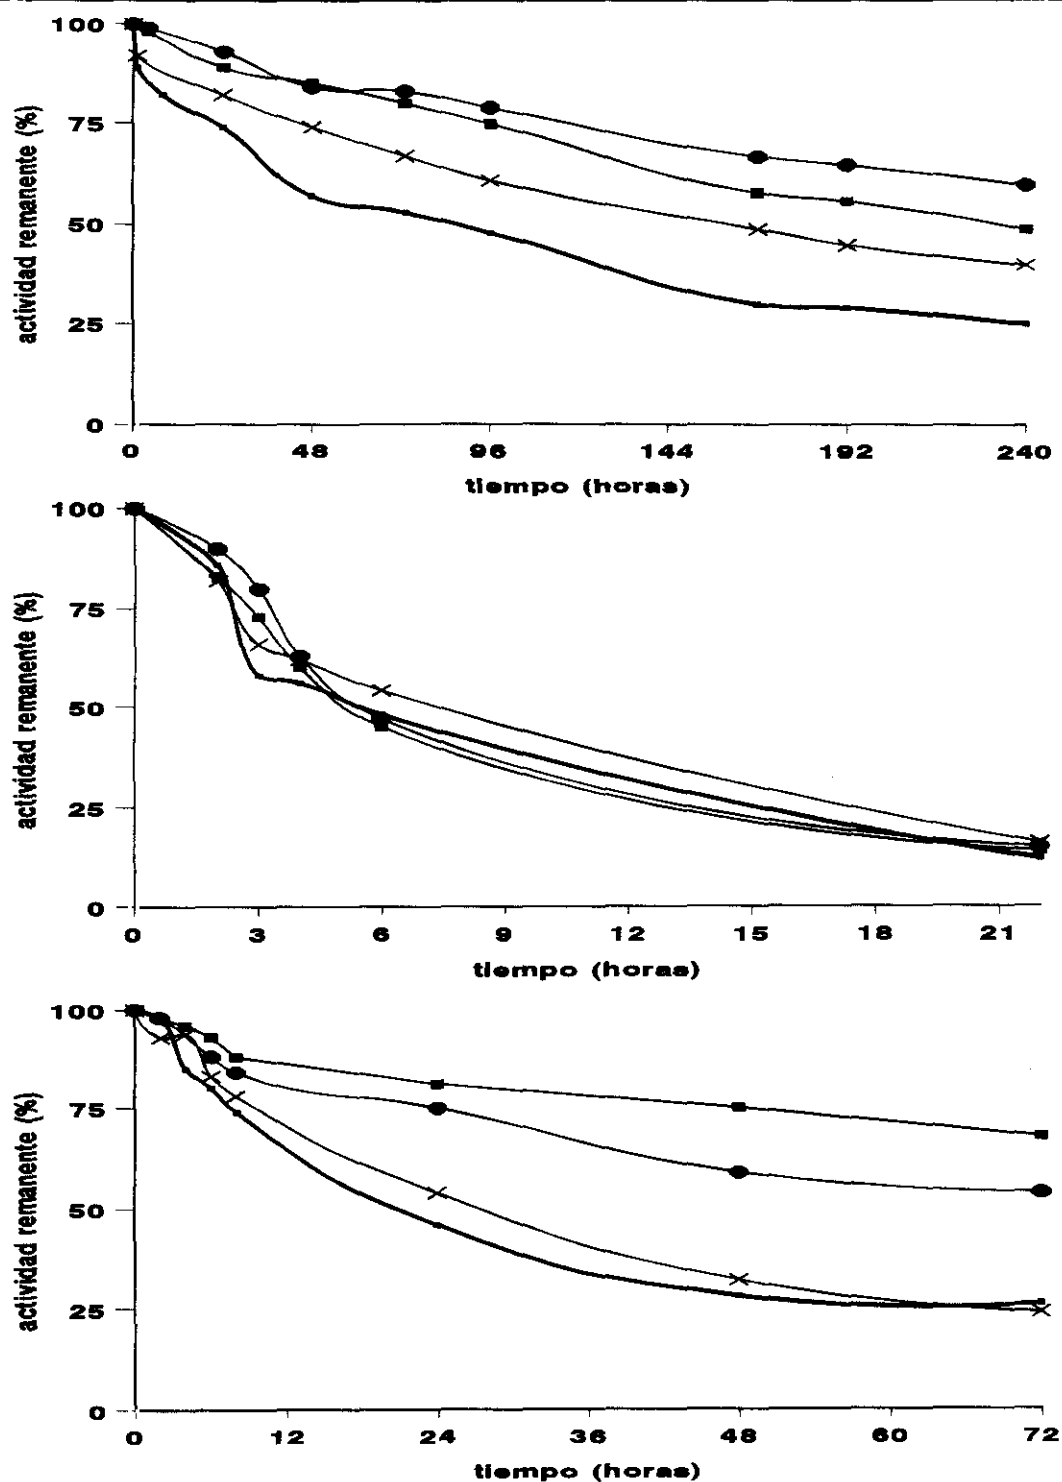 100
75
50
25
0
actividad remanente (%)
0 48 96 144 192 240
tiempo (horas)
100
75
50
25
0
actividad remanente (%)
0 3 6 9 12 15 18 21
tiempo (horas)
100
75
50
25
0
actividad remanente (%)
0 12 24 36 48 60 72
tiempo (horas)